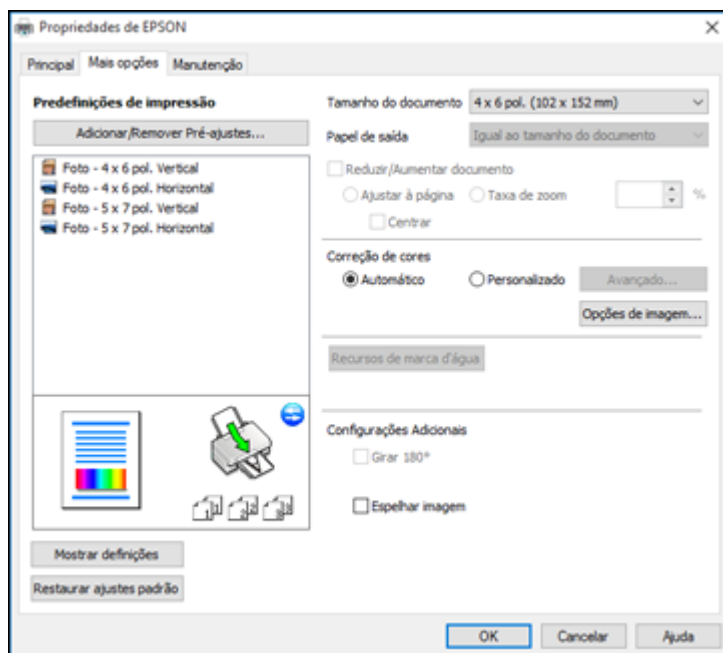 Propriedades de EPSON
Principal
Mais opções
Manutenção
Predefinições de impressão
Adicionar/Remover Pré-ajustes...
Foto - 4 x 6 pol. Vertical
Foto - 4 x 6 pol. Horizontal
Foto - 5 x 7 pol. Vertical
Foto - 5 x 7 pol. Horizontal
Mostrar definições
Restaurar ajustes padrão
Tamanho do documento
4 x 6 pol. (102 x 152 mm)
Papel de saída
Igual ao tamanho do documento
Reduzir/Aumentar documento
Ajustar à página
Taxa de zoom
%
Centrar
Correção de cores
Automático
Personalizado
Avançado...
Opções de imagem...
Recursos de marca d'água
Configurações Adicionais
Girar 180°
Espelhar imagem
OK
Cancelar
Ajuda